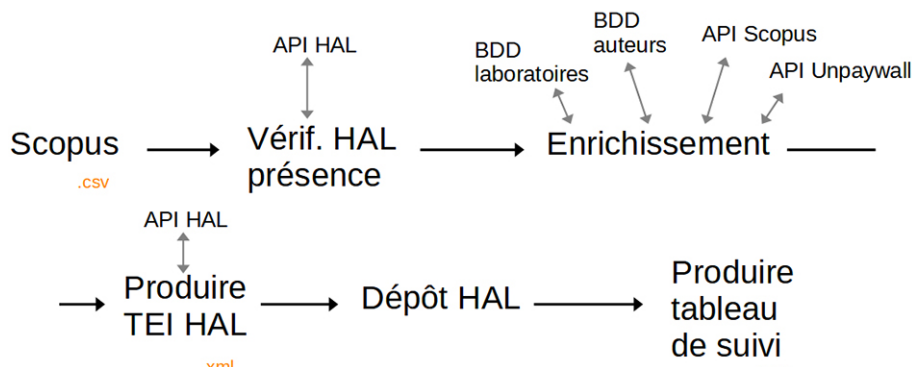 API HAL
BDD
laboratoires
BDD
auteurs
API Scopus
API Unpaywall
Scopus
.csv
Vérif. HAL
présence
Enrichissement
API HAL
Produire
TEI HAL
.xml
Dépôt HAL
Produire
tableau
de suivi